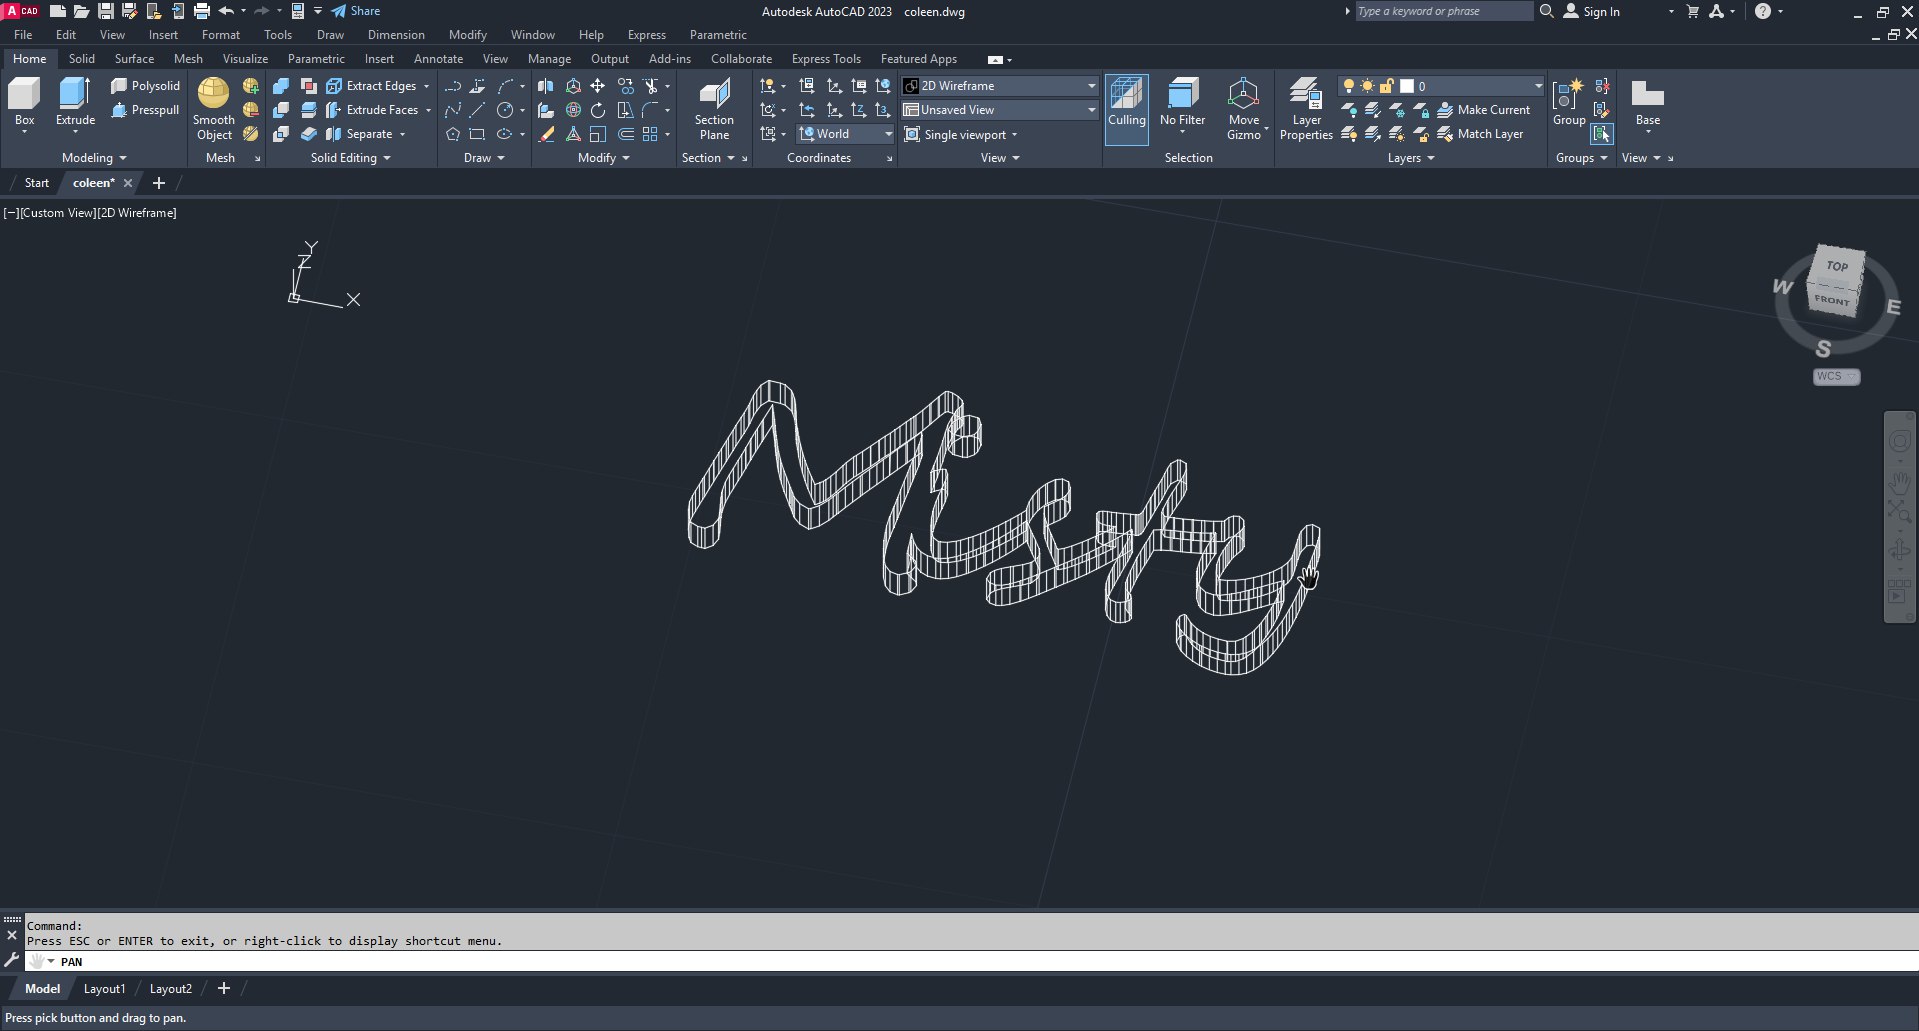 A CAD Share Autodesk AutoCAD 2023 coleen.dwg Type a keyword or phrase Sign In
File Edit View Insert Format Tools Draw Dimension Modify Window Help Express Parametric
Home Solid Surface Mesh Visualize Parametric Insert Annotate View Manage Output Add-ins Collaborate Express Tools Featured Apps
Polysolid Extract Edges 2D Wireframe 0
Presspull Extrude Faces Unsaved View Make Current
Box Extrude Smooth Object Separate Section Plane World Single viewport Culling No Filter Move Gizmo Layer Properties Match Layer Group Base
Modeling Mesh Solid Editing Draw Modify Section Coordinates View Selection Layers Groups View
Start coleen*
[−][Custom View][2D Wireframe]
Y
Z
X
TOP
W FRONT E
S
WCS
Misty
Command:
Press ESC or ENTER to exit, or right-click to display shortcut menu.
PAN
Model Layout1 Layout2
Press pick button and drag to pan.